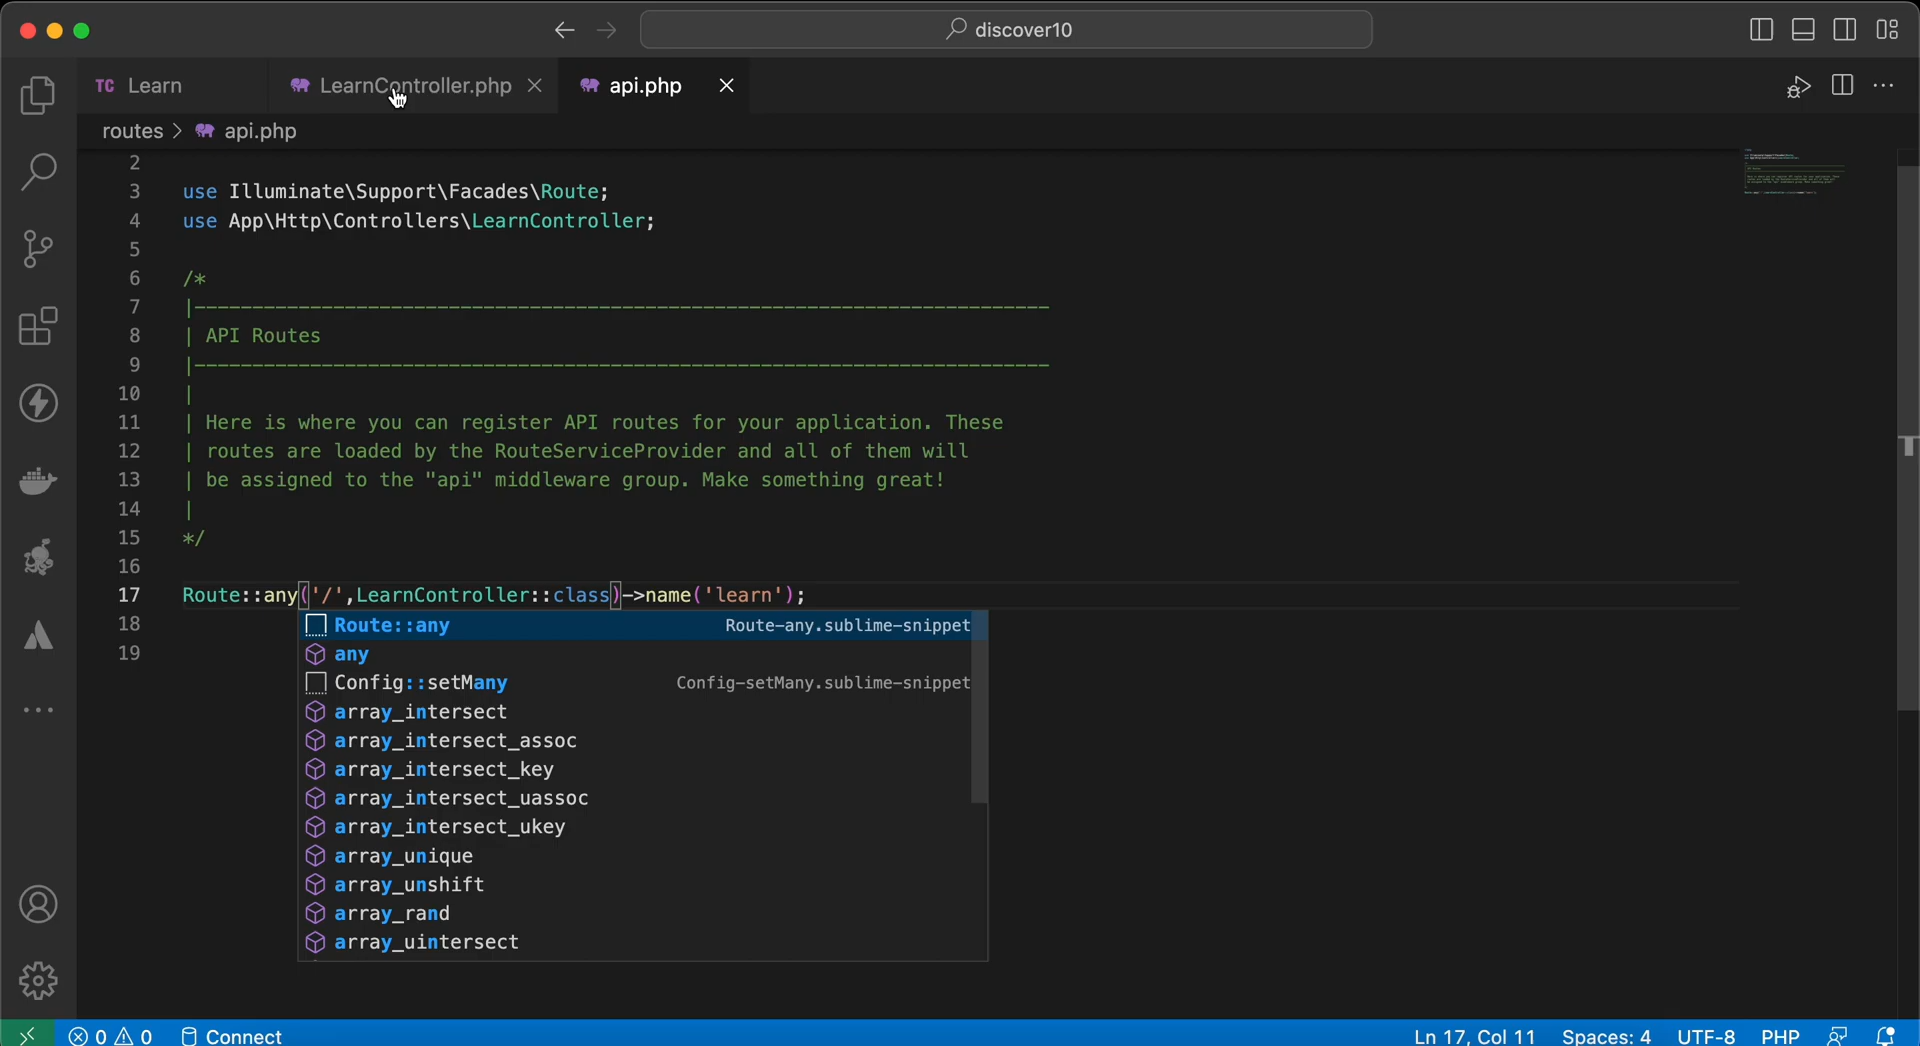 discover10
TC Learn LearnController.php api.php
routes > api.php
2
3 use Illuminate\Support\Facades\Route;
4 use App\Http\Controllers\LearnController;
5
6 /*
7 |--------------------------------------------------------------------------
8 | API Routes
9 |--------------------------------------------------------------------------
10 |
11 | Here is where you can register API routes for your application. These
12 | routes are loaded by the RouteServiceProvider and all of them will
13 | be assigned to the "api" middleware group. Make something great!
14 |
15 */
16
17 Route::any('/',LearnController::class)->name('learn');
18 Route::any Route-any.sublime-snippet
19 any
Config::setMany Config-setMany.sublime-snippet
array_intersect
array_intersect_assoc
array_intersect_key
array_intersect_uassoc
array_intersect_ukey
array_unique
array_unshift
array_rand
array_uintersect
0 0 Connect Ln 17, Col 11 Spaces: 4 UTF-8 PHP